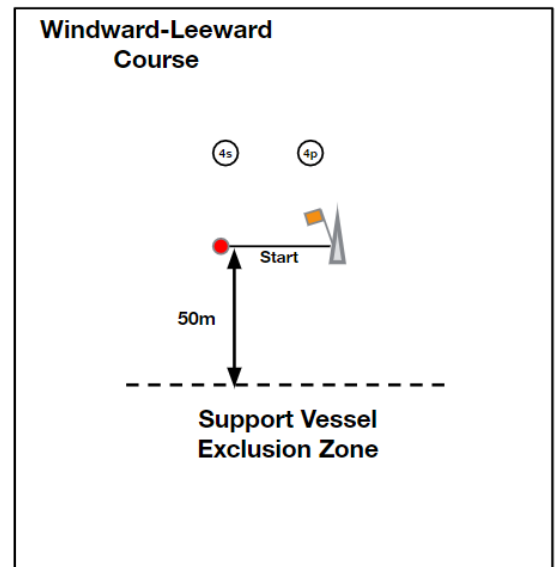 Windward-Leeward
Course
4s
4p
Start
50m
Support Vessel
Exclusion Zone